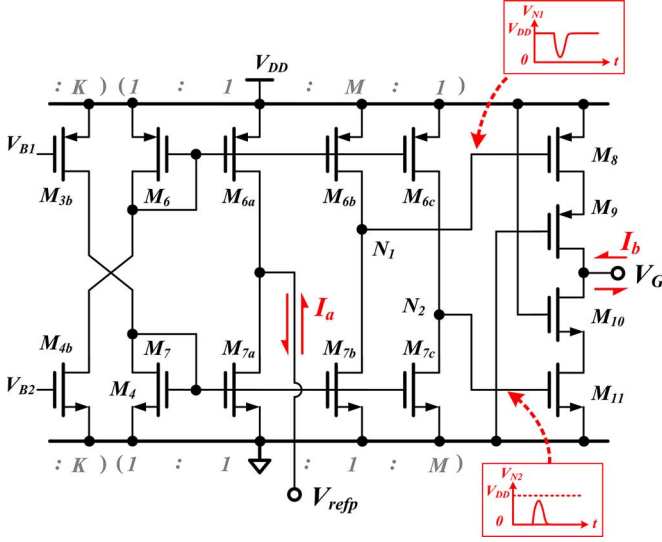 V_N1
V_DD
0
t
V_DD
: K ) ( 1 : 1 : M : 1 )
V_B1
M_3b
M_6
M_6a
M_6b
M_6c
M_8
M_9
N_1
I_b
V_G
I_a
N_2
M_10
M_4b
M_7
M_7a
M_7b
M_7c
V_B2
M_4
M_11
: K ) ( 1 : 1 : 1 : M )
V_refp
V_N2
V_DD
0
t